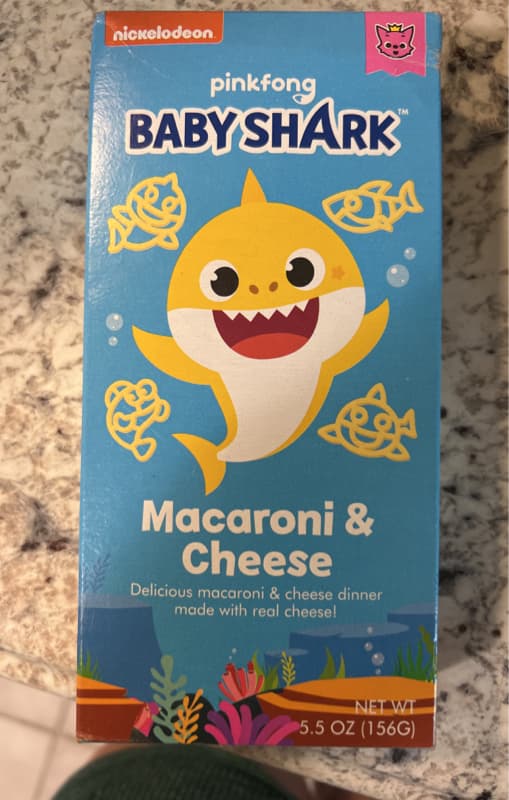 nickelodeon
pinkfong
BABY SHARK™
Macaroni &
Cheese
Delicious macaroni & cheese dinner
made with real cheese!
NET WT
5.5 OZ (156G)